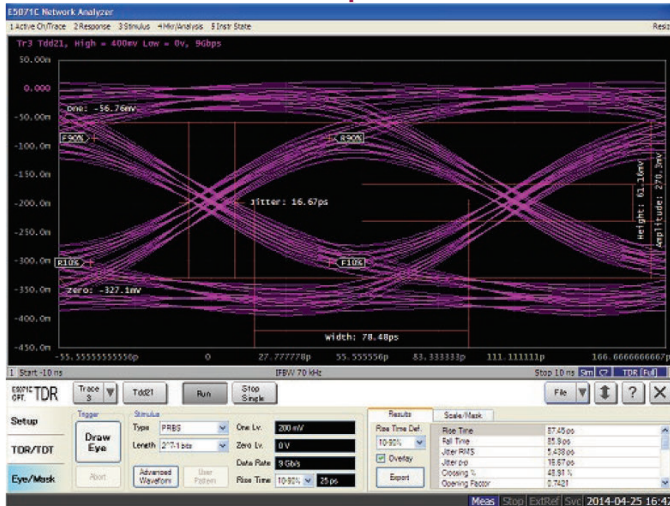 E5071C Network Analyzer
1 Active Ch/Trace 2 Response 3 Stimulus 4 Mkr/Analysis 5 Instr State
Tr3 Tdd21, High = 400mv Low = 0v, 9Gbps
50.00m
0.000
one: -56.76mv
-50.00m
F90%
R90%
-100.0m
-150.0m
Jitter: 16.67ps
-200.0m
Height: 61.16mv
Amplitude: 270.3mv
-250.0m
R10%
F10%
-300.0m
zero: -327.1mv
-350.0m
-400.0m
width: 78.48ps
-450.0m
-55.55555555556p 0 27.777778p 55.555556p 83.333333p 111.111111p 166.6666666667p
1 Start -10 ns IFBW 70 kHz Stop 10 ns Sim C? TDR [Full]
E5071C OPT. TDR Trace 3 Tdd21 Run Stop Single File ? X
Setup
TDR/TDT
Eye/Mask
Trigger
Draw Eye
Abort
Stimulus
Type PRBS One Lv. 200 mV
Length 2^7-1 bits Zero Lv. 0 V
Data Rate 9 Gb/s
Advanced Waveform User Pattern Rise Time 10-90% 25 ps
Results Scale/Mask
Rise Time Def.
10-90%
Overlay
Export
Rise Time 87.45 ps
Fall Time 85.9 ps
Jitter RMS 5.438 ps
Jitter p-p 16.67 ps
Crossing % 48.91 %
Opening Factor 0.7421
Meas Stop ExtRef Svc 2014-04-25 16:42